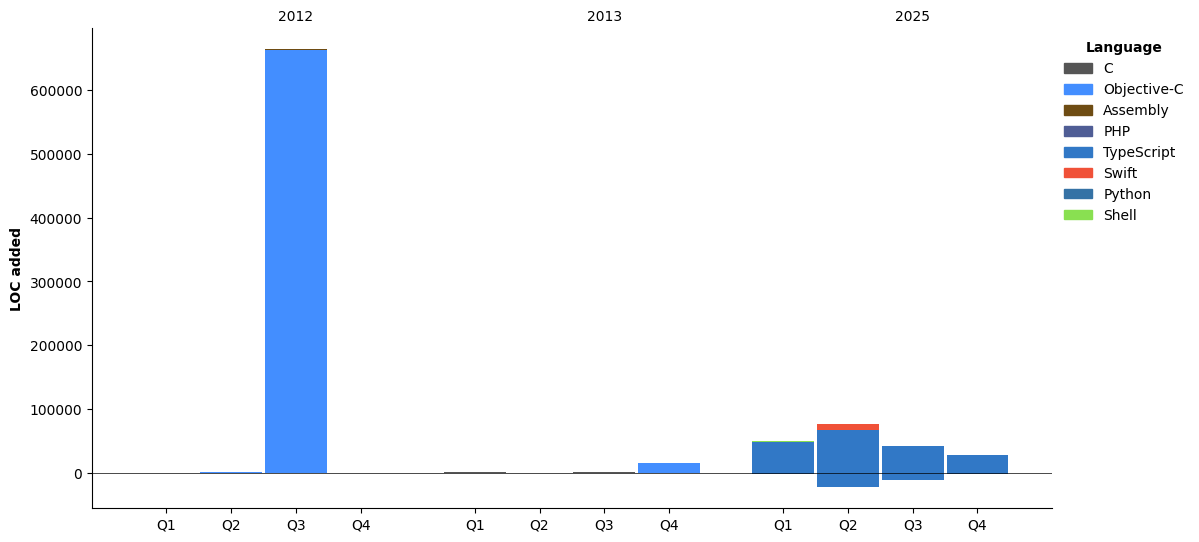 2012 2013 2025
Language
C
Objective-C
Assembly
PHP
TypeScript
Swift
Python
Shell
LOC added
600000
500000
400000
300000
200000
100000
0
Q1 Q2 Q3 Q4 Q1 Q2 Q3 Q4 Q1 Q2 Q3 Q4